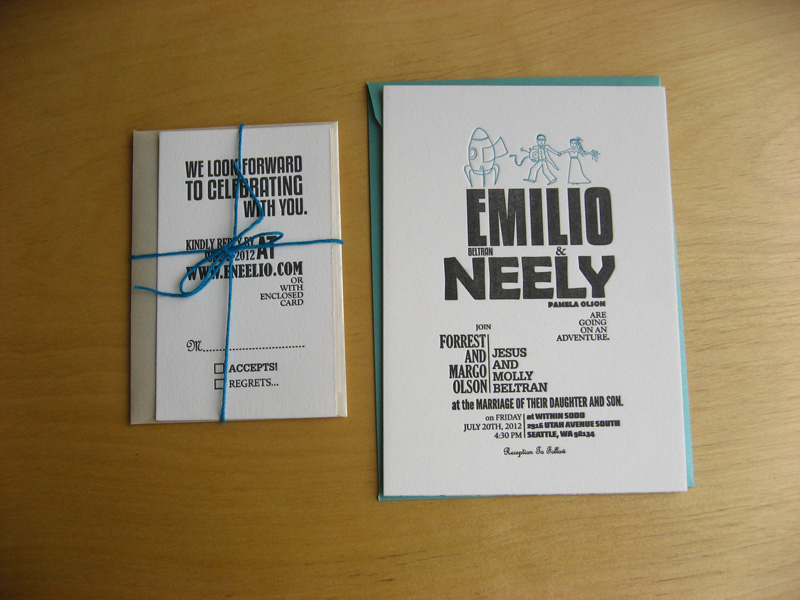 WE LOOK FORWARD
TO CELEBRATING
WITH YOU.
KINDLY REPLY BY
2012 AT
WWW.ENEELIO.COM
OR
WITH
ENCLOSED
CARD
M
ACCEPTS!
REGRETS...
EMILIO
BELTRAN &
NEELY
PAMELA OLSON
ARE
GOING
ON AN
ADVENTURE.
JOIN
FORREST
AND
MARGO
OLSON
JESUS
AND
MOLLY
BELTRAN
at the MARRIAGE OF THEIR DAUGHTER AND SON.
on FRIDAY
JULY 20TH, 2012
4:30 PM
at WITHIN SODO
2916 UTAH AVENUE SOUTH
SEATTLE, WA 98134
Reception To Follow